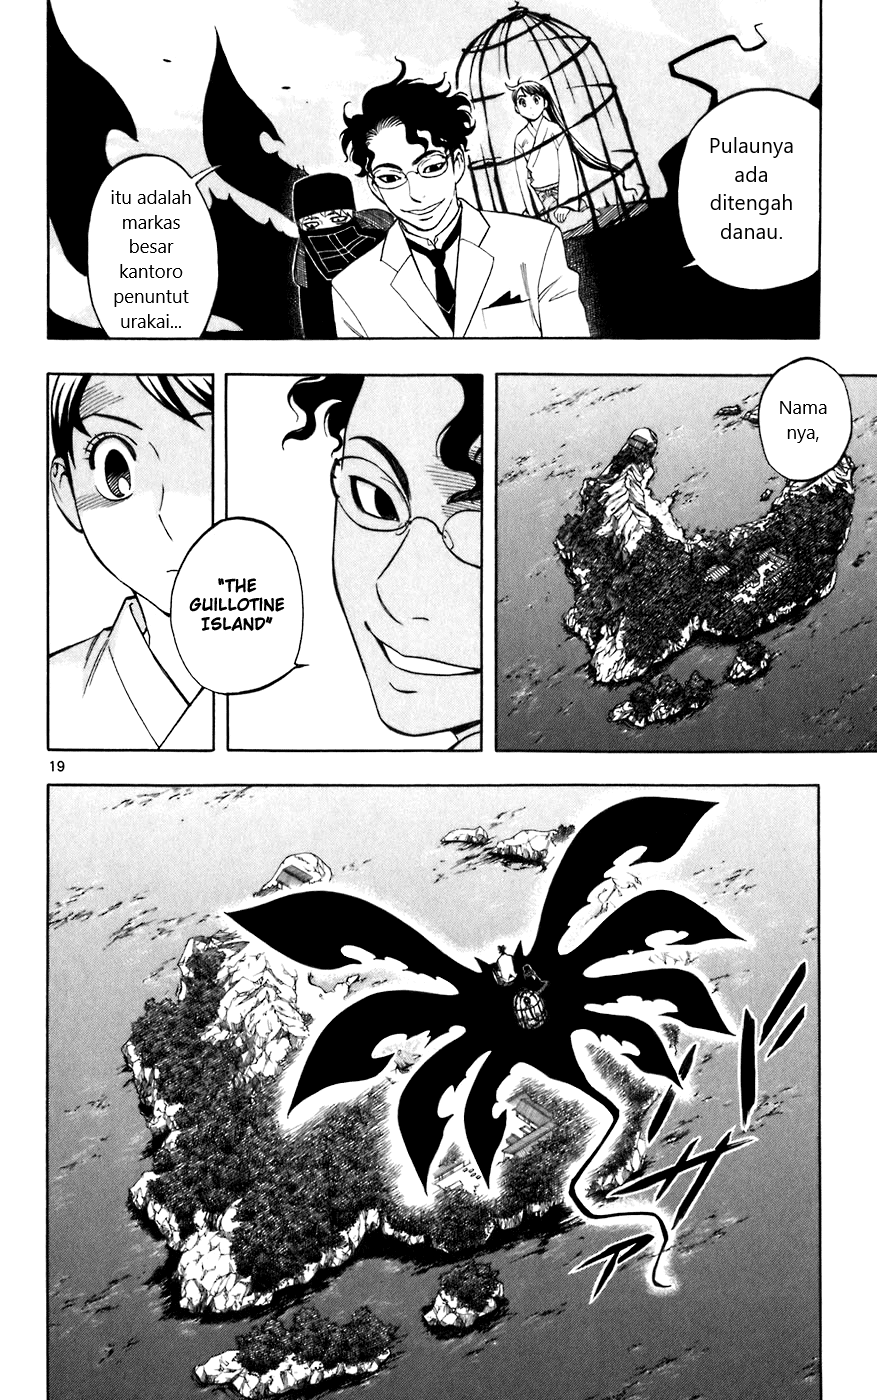 Pulaunya
ada
ditengah
danau.
itu adalah
markas
besar
kantoro
penuntut
urakai...
Nama
nya,
"THE
GUILLOTINE
ISLAND"
19